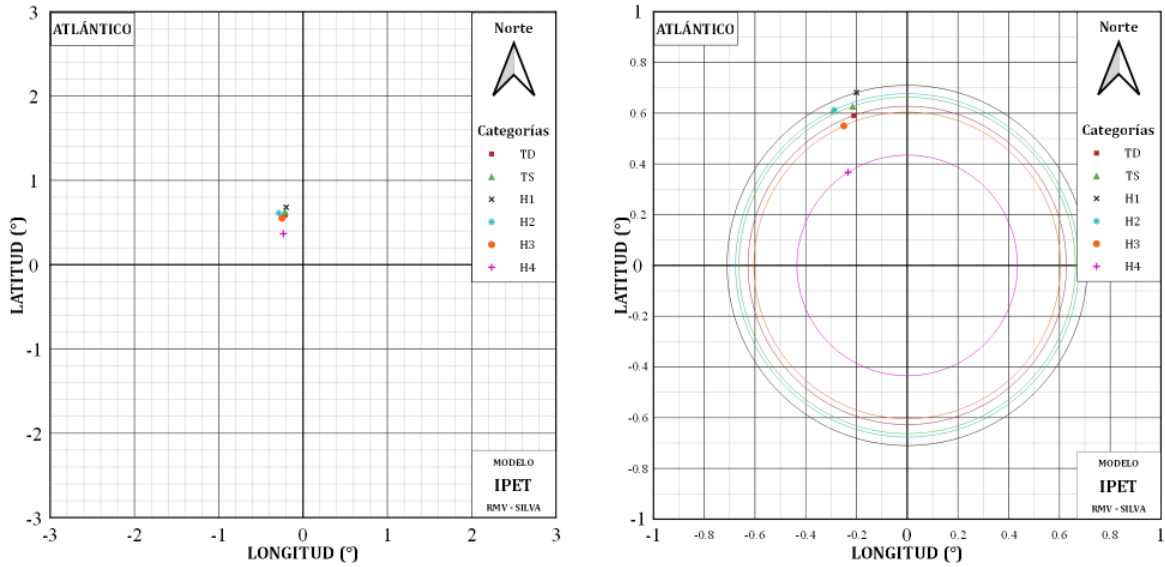 ATLÁNTICO
Norte
Categorías
TD
TS
H1
H2
H3
H4
MODELO
IPET
RMV - SILVA
LATITUD (°)
3
2
1
0
-1
-2
-3
-3
-2
-1
0
1
2
3
LONGITUD (°)
ATLÁNTICO
Norte
Categorías
TD
TS
H1
H2
H3
H4
MODELO
IPET
RMV - SILVA
LATITUD (°)
1
0.8
0.6
0.4
0.2
0
-0.2
-0.4
-0.6
-0.8
-1
-1
-0.8
-0.6
-0.4
-0.2
0
0.2
0.4
0.6
0.8
1
LONGITUD (°)